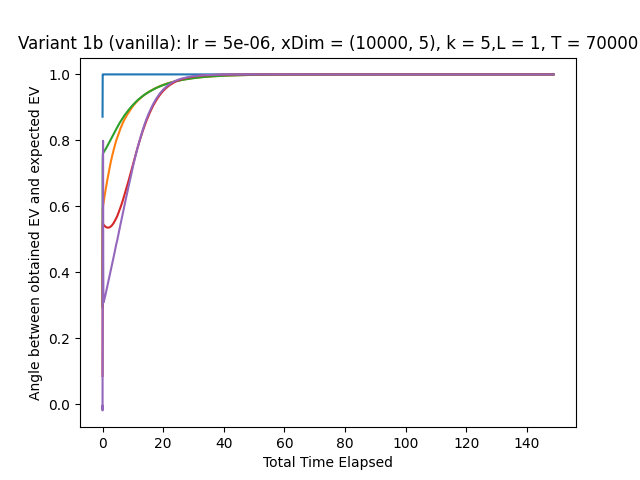 Variant 1b (vanilla): lr = 5e-06, xDim = (10000, 5), k = 5,L = 1, T = 70000
Angle between obtained EV and expected EV
1.0
0.8
0.6
0.4
0.2
0.0
0 20 40 60 80 100 120 140
Total Time Elapsed